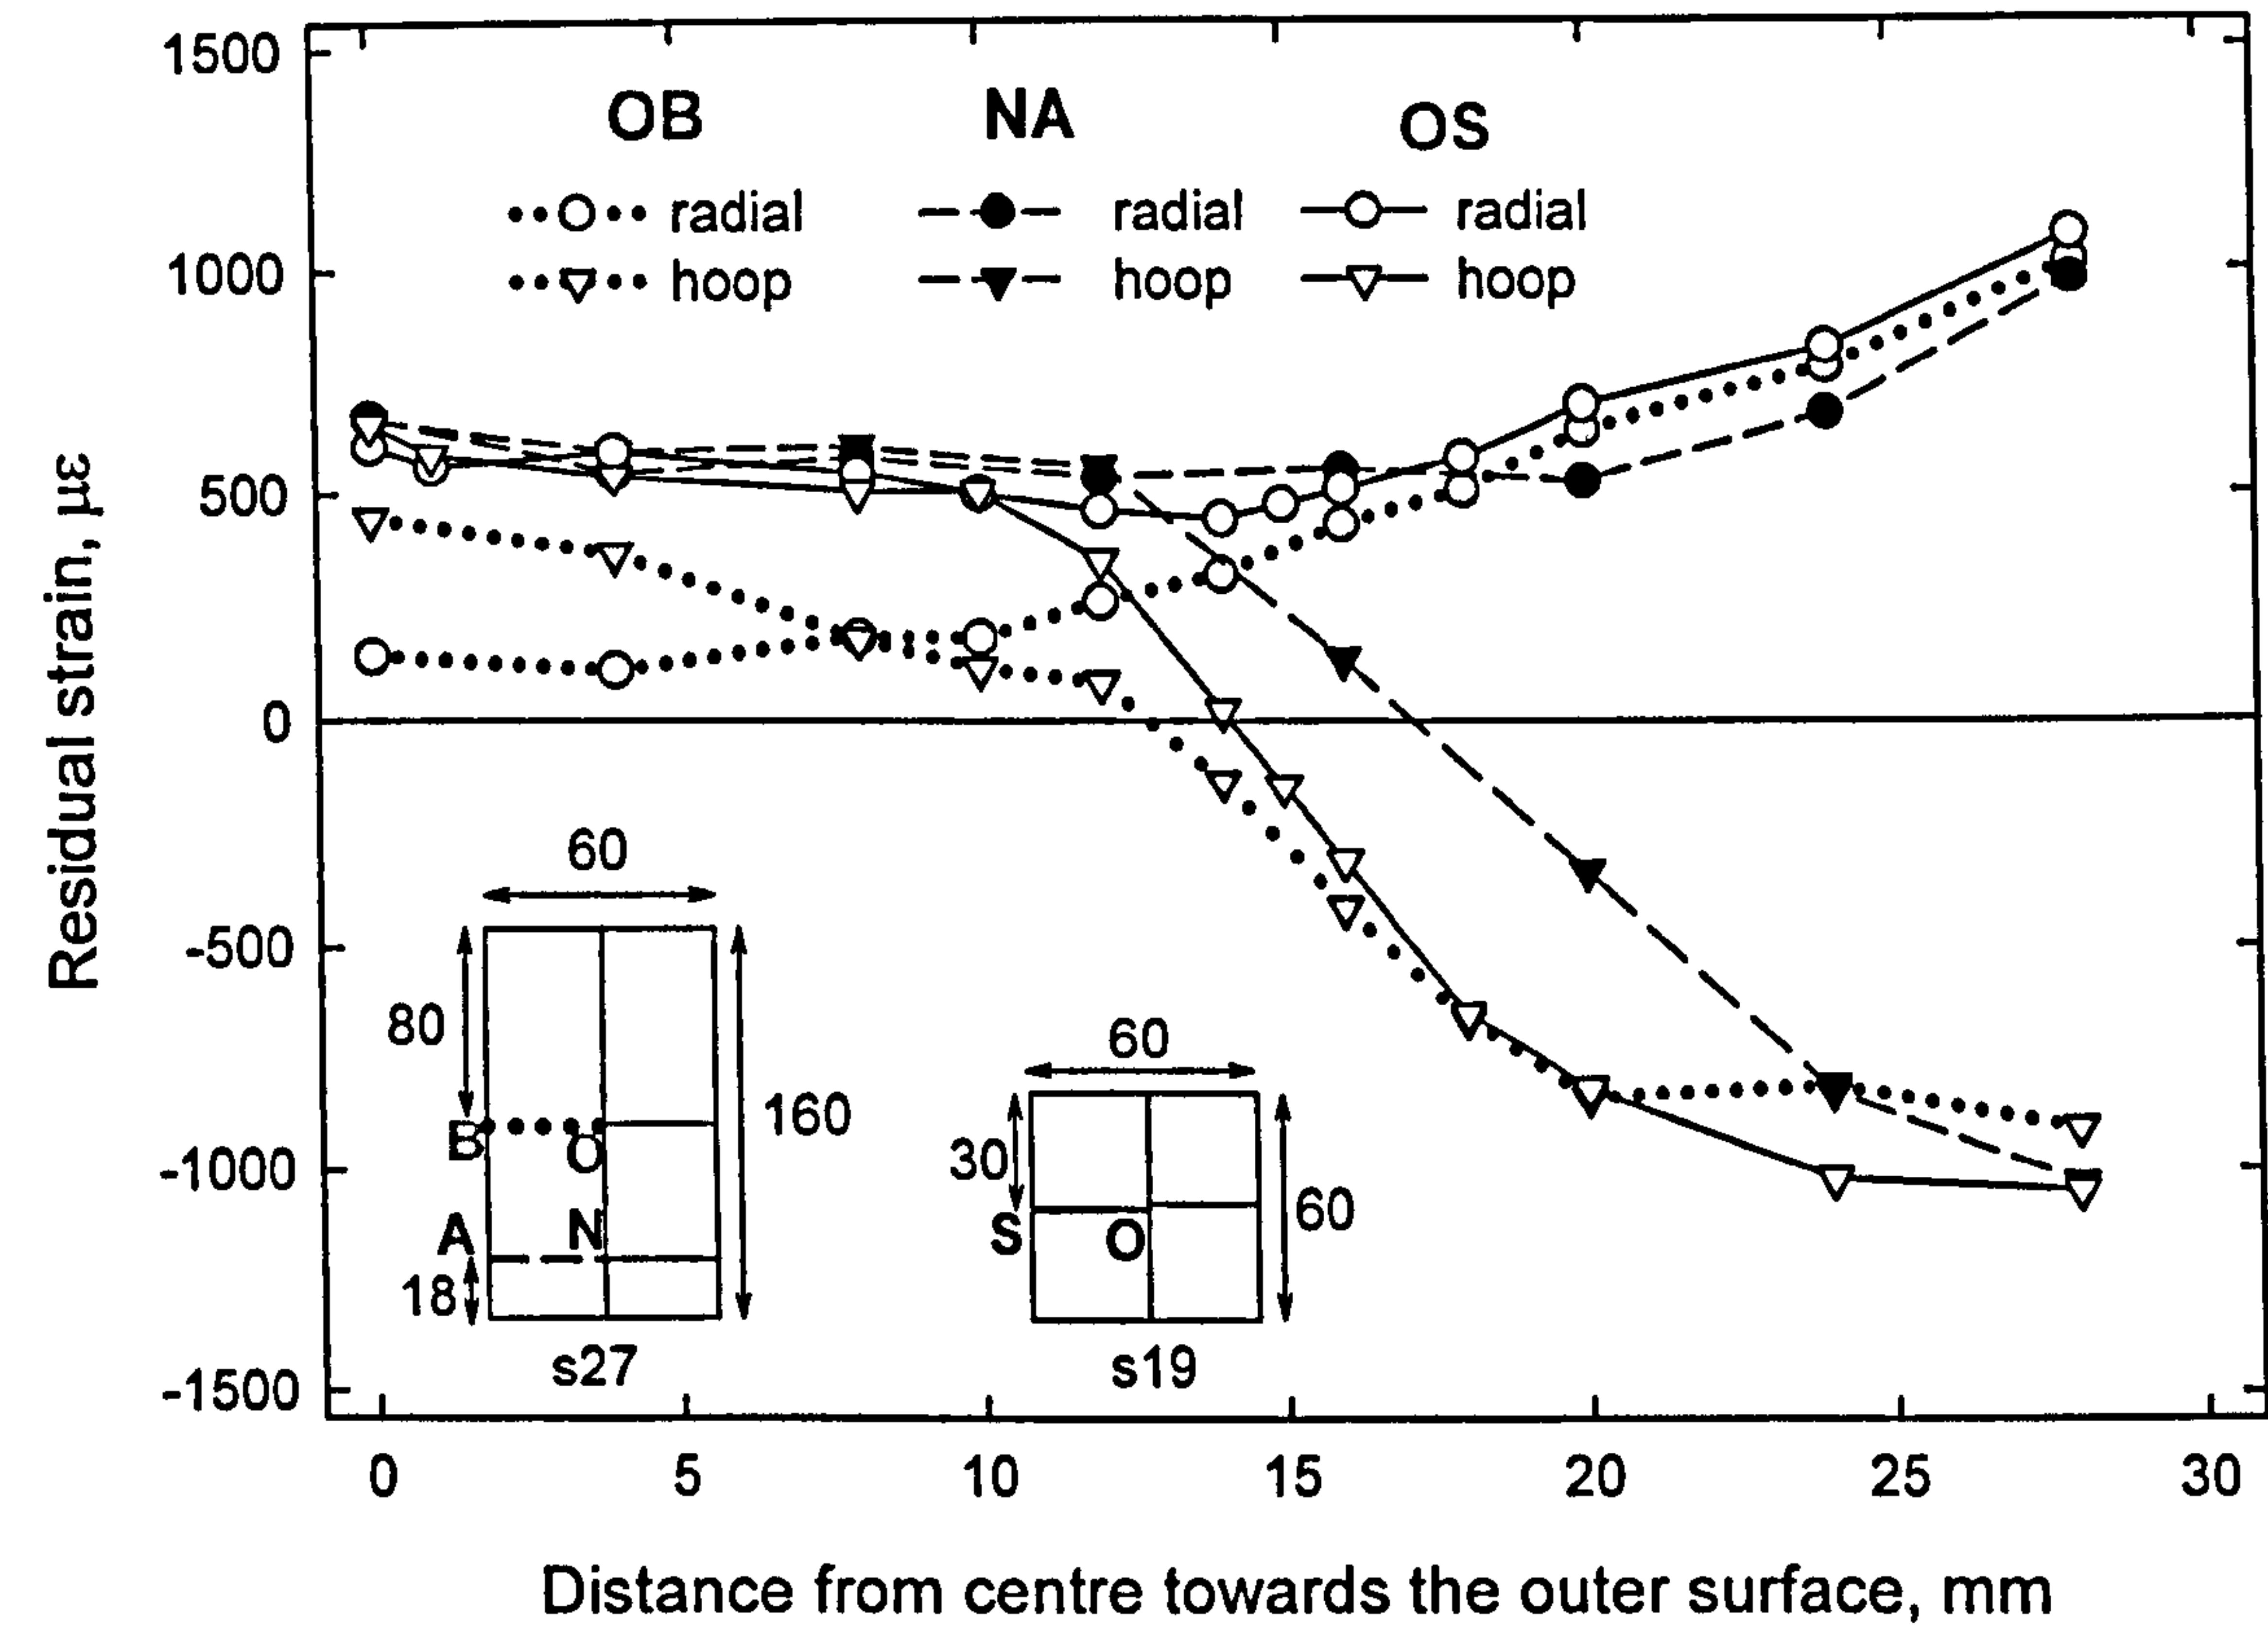 1500
1000
500
0
-500
-1000
-1500
Residual strain, µε
OB NA OS
radial radial radial
hoop hoop hoop
60
80
160
B O
A N
18
s27
60
30
60
S O
s19
0 5 10 15 20 25 30
Distance from centre towards the outer surface, mm